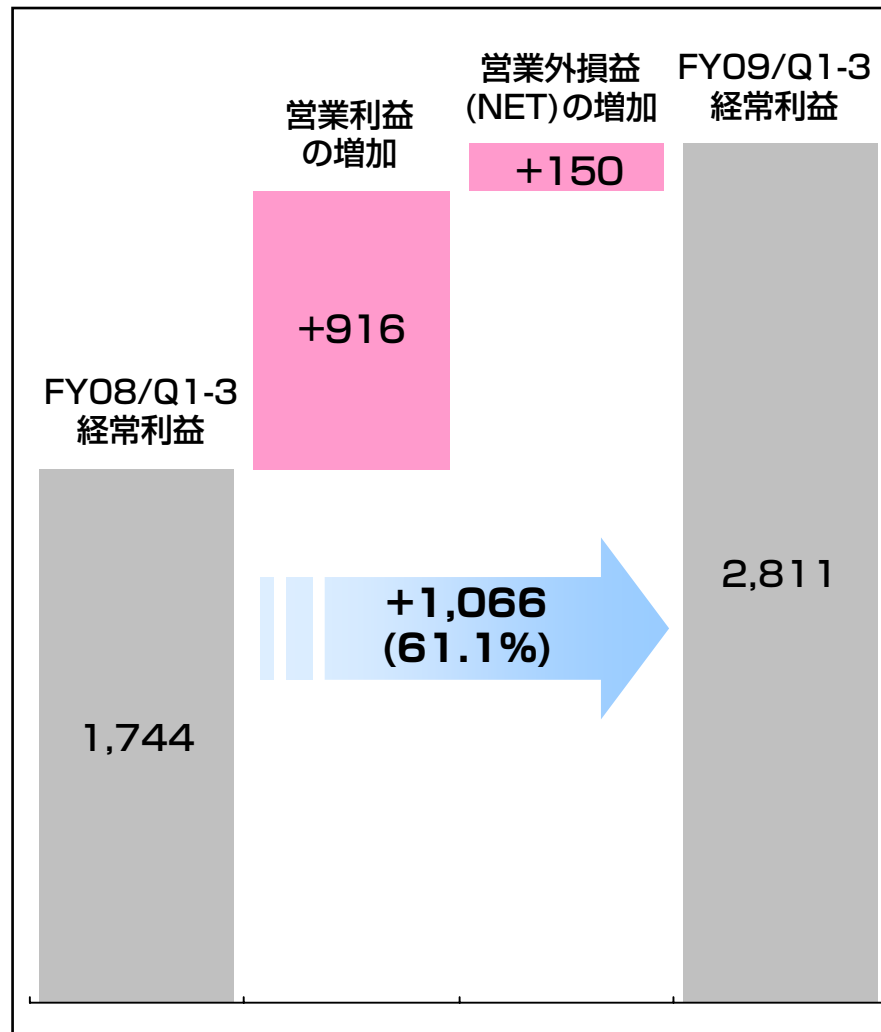 FY08/Q1-3
経常利益
1,744
営業利益
の増加
+916
営業外損益
(NET)の増加
+150
FY09/Q1-3
経常利益
2,811
+1,066
(61.1%)